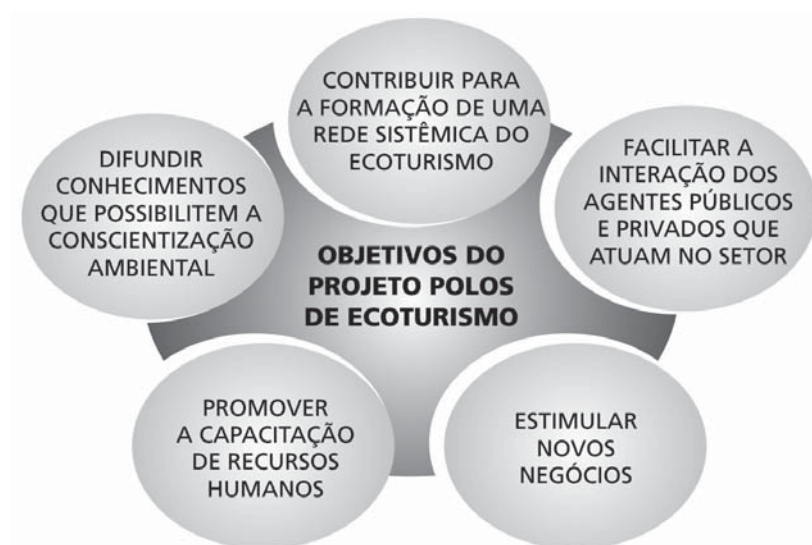 CONTRIBUIR PARA
A FORMAÇÃO DE UMA
REDE SISTÊMICA DO
ECOTURISMO
DIFUNDIR
CONHECIMENTOS
QUE POSSIBILITEM A
CONSCIENTIZAÇÃO
AMBIENTAL
FACILITAR A
INTERAÇÃO DOS
AGENTES PÚBLICOS
E PRIVADOS QUE
ATUAM NO SETOR
OBJETIVOS DO
PROJETO POLOS
DE ECOTURISMO
PROMOVER
A CAPACITAÇÃO
DE RECURSOS
HUMANOS
ESTIMULAR
NOVOS
NEGÓCIOS